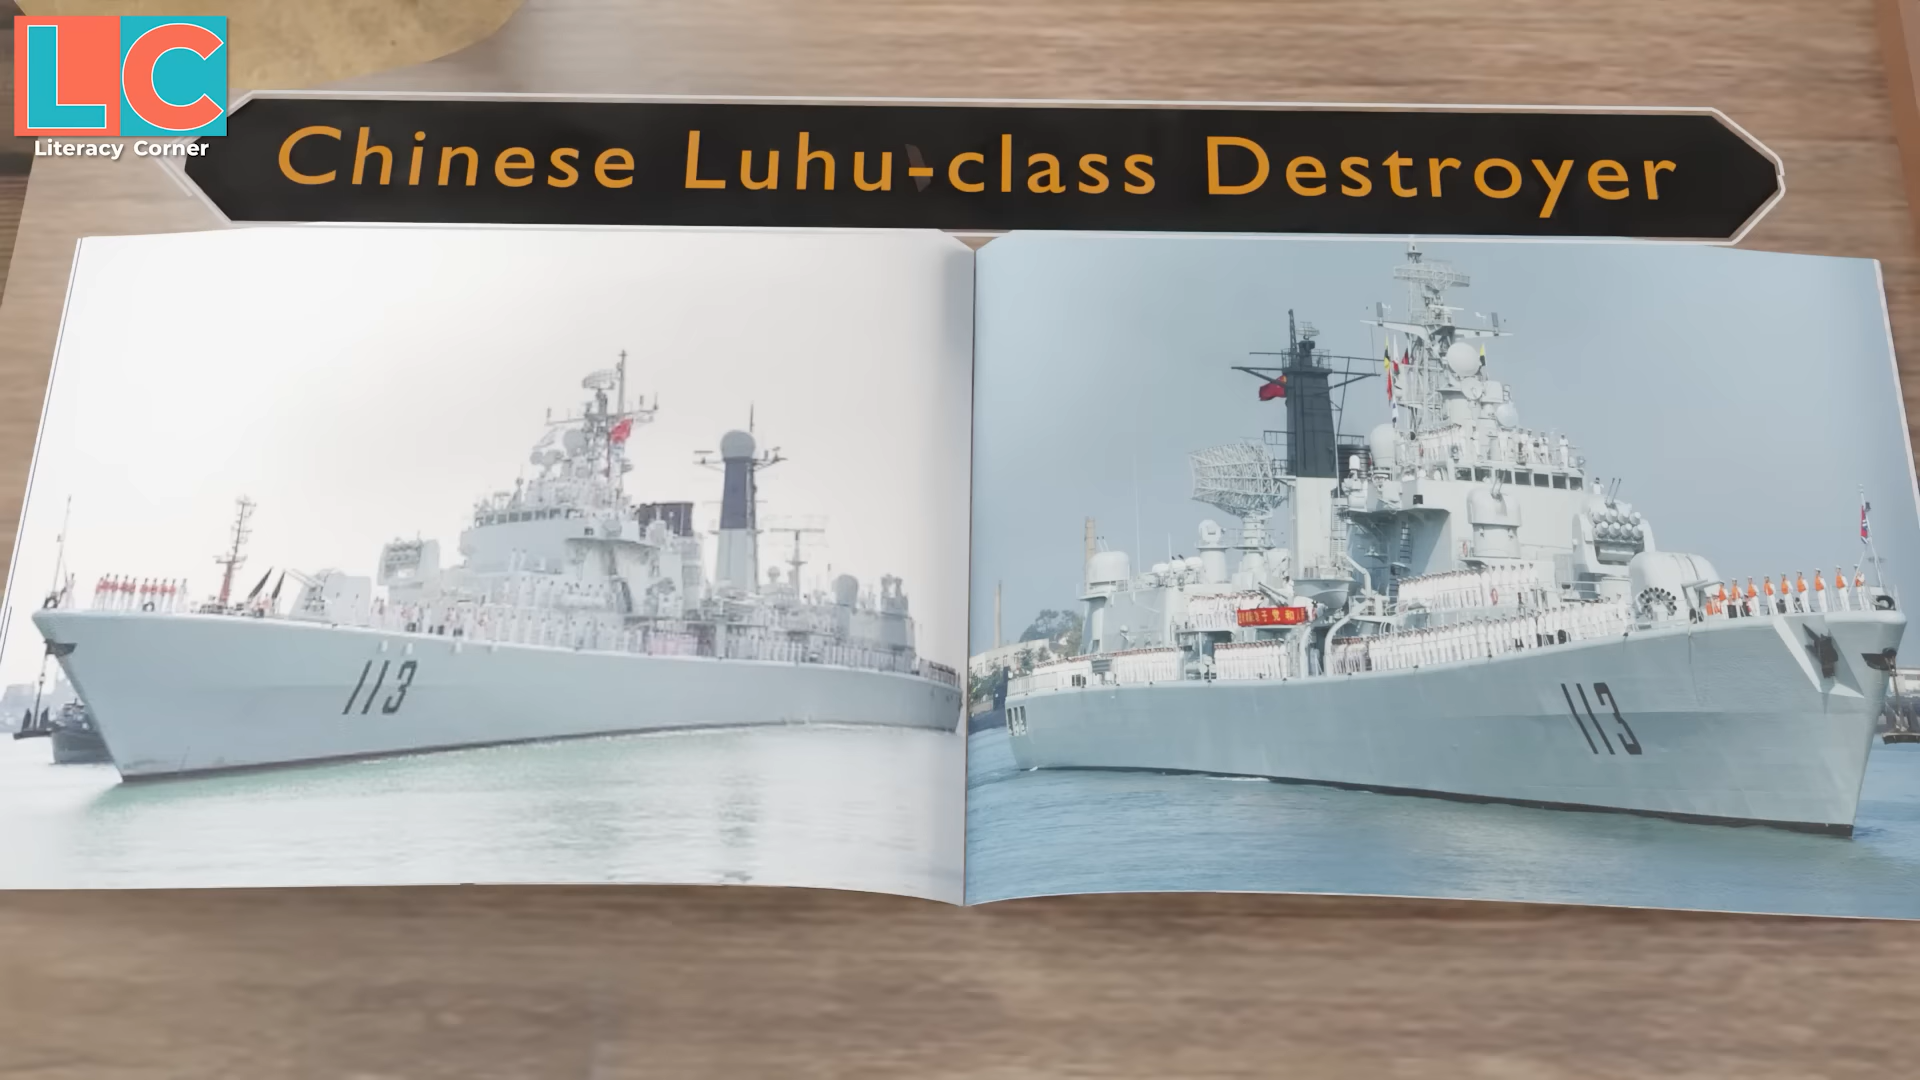 LC
Literacy Corner
Chinese Luhu-class Destroyer
113
113